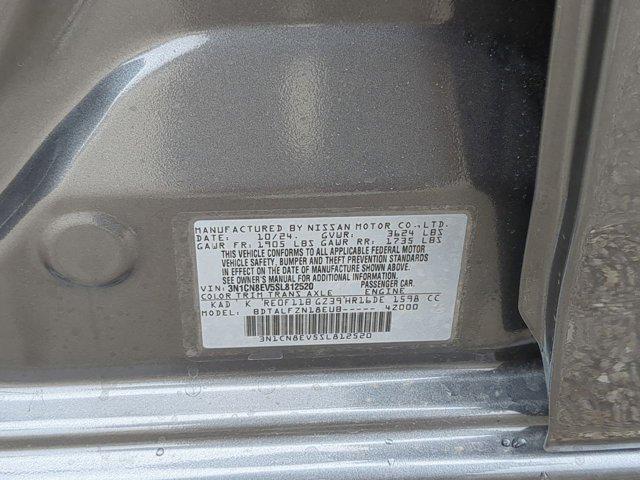 MANUFACTURED BY NISSAN MOTOR CO.,LTD.
DATE: 10/24. GVWR: 3624 LBS
GAWR FR: 1905 LBS GAWR RR: 1735 LBS
THIS VEHICLE CONFORMS TO ALL APPLICABLE FEDERAL MOTOR
VEHICLE SAFETY, BUMPER AND THEFT PREVENTION STANDARDS
IN EFFECT ON THE DATE OF MANUFACTURE SHOWN ABOVE.
SEE OWNER'S MANUAL FOR ADDITIONAL INFORMATION.
VIN: 3N1CN8EV5SL812520 PASSENGER CAR.
COLOR TRIM TRANS AXLE ENGINE
KAD K RE0F11B GZ39 HR16DE 1598 CC
MODEL: BDTALFZN18EUB----- 42000
3N1CN8EV5SL812520